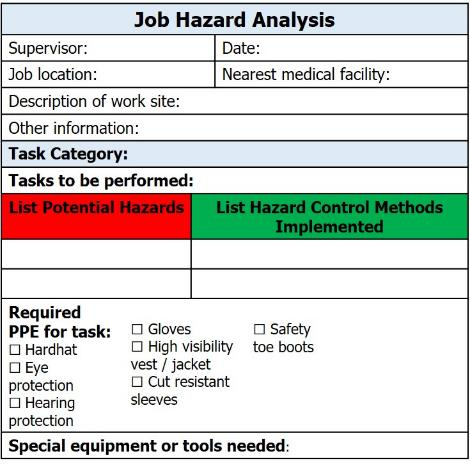 Job Hazard Analysis
Supervisor: Date:
Job location: Nearest medical facility:
Description of work site:
Other information:
Task Category:
Tasks to be performed:
List Potential Hazards
List Hazard Control Methods
Implemented
Required
PPE for task:
☐ Hardhat
☐ Eye
protection
☐ Hearing
protection
☐ Gloves
☐ High visibility
vest / jacket
☐ Cut resistant
sleeves
☐ Safety
toe boots
Special equipment or tools needed: